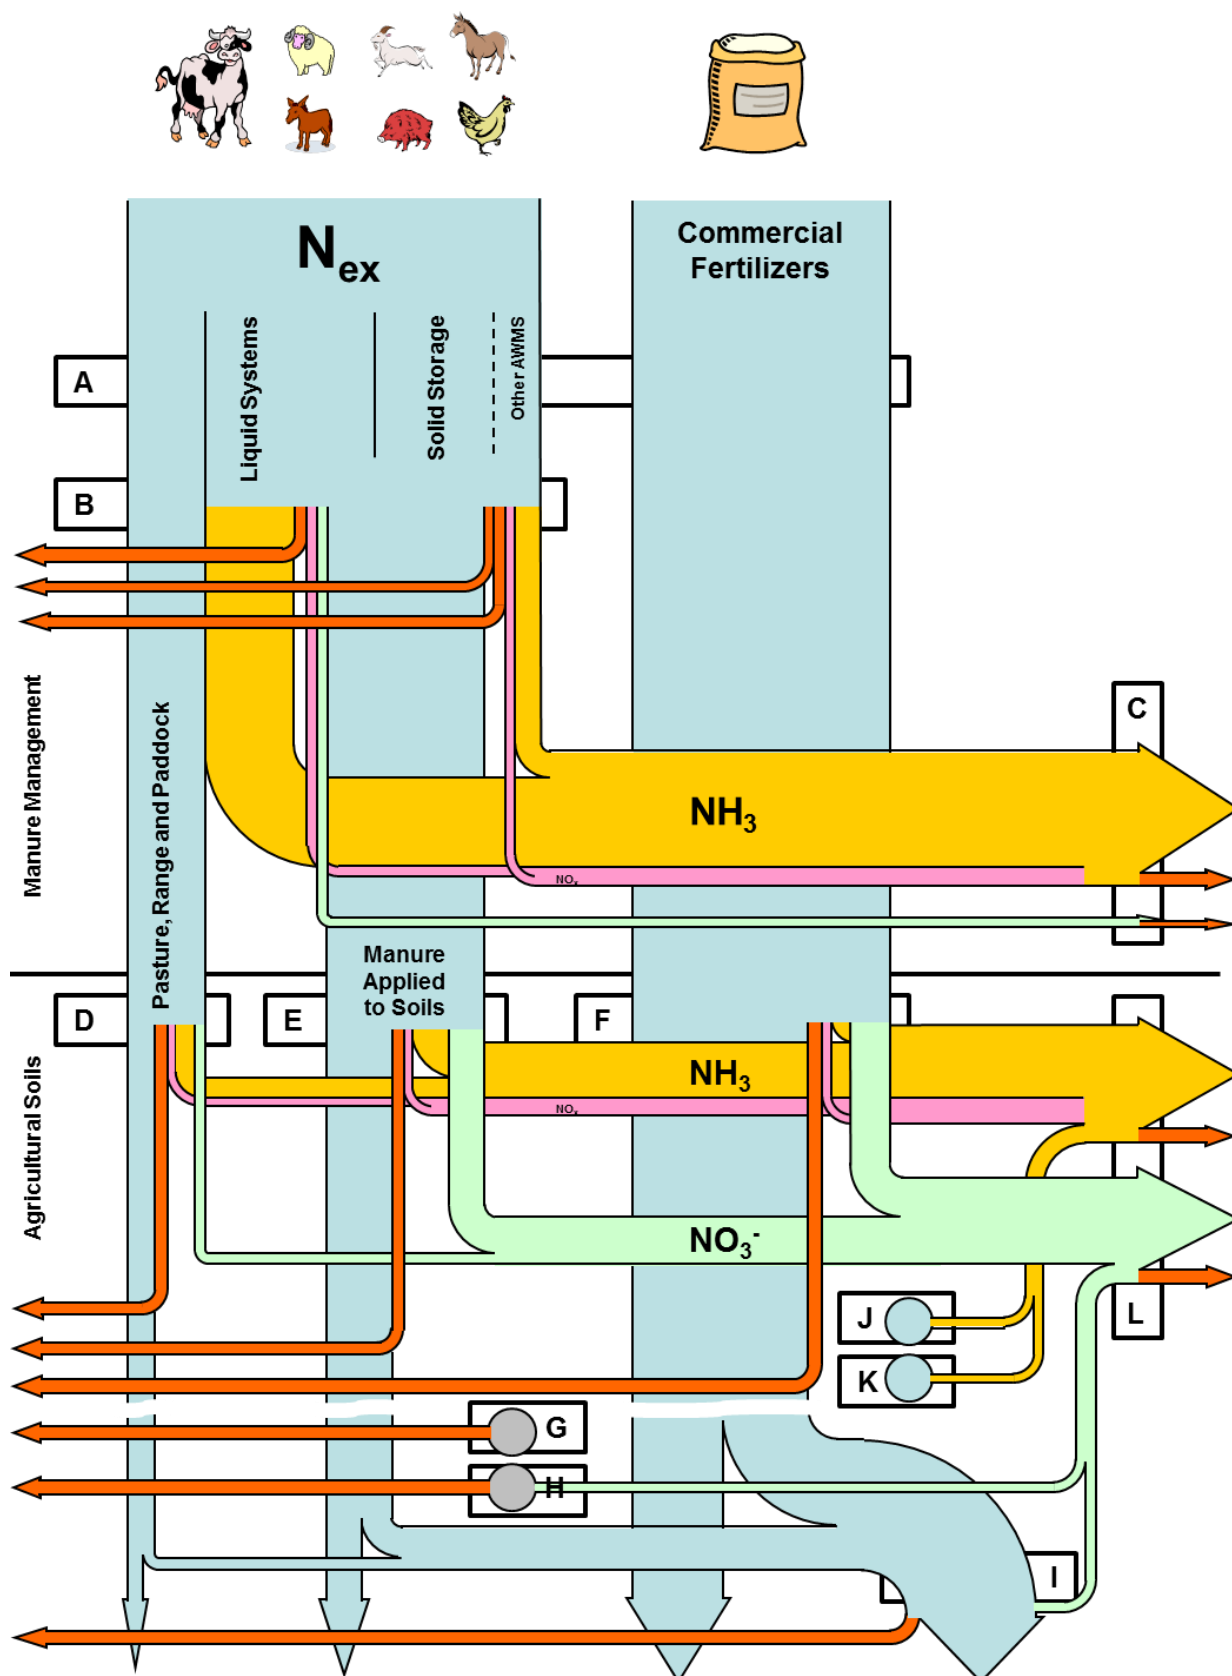 N
ex
Commercial
Fertilizers
A
Liquid Systems
Solid Storage
Other AWMS
B
Manure Management
Pasture, Range and Paddock
C
NH₃
NOₓ
Manure
Applied
to Soils
D
E
F
Agricultural Soils
NH₃
NOₓ
NO₃⁻
J
L
K
G
H
I